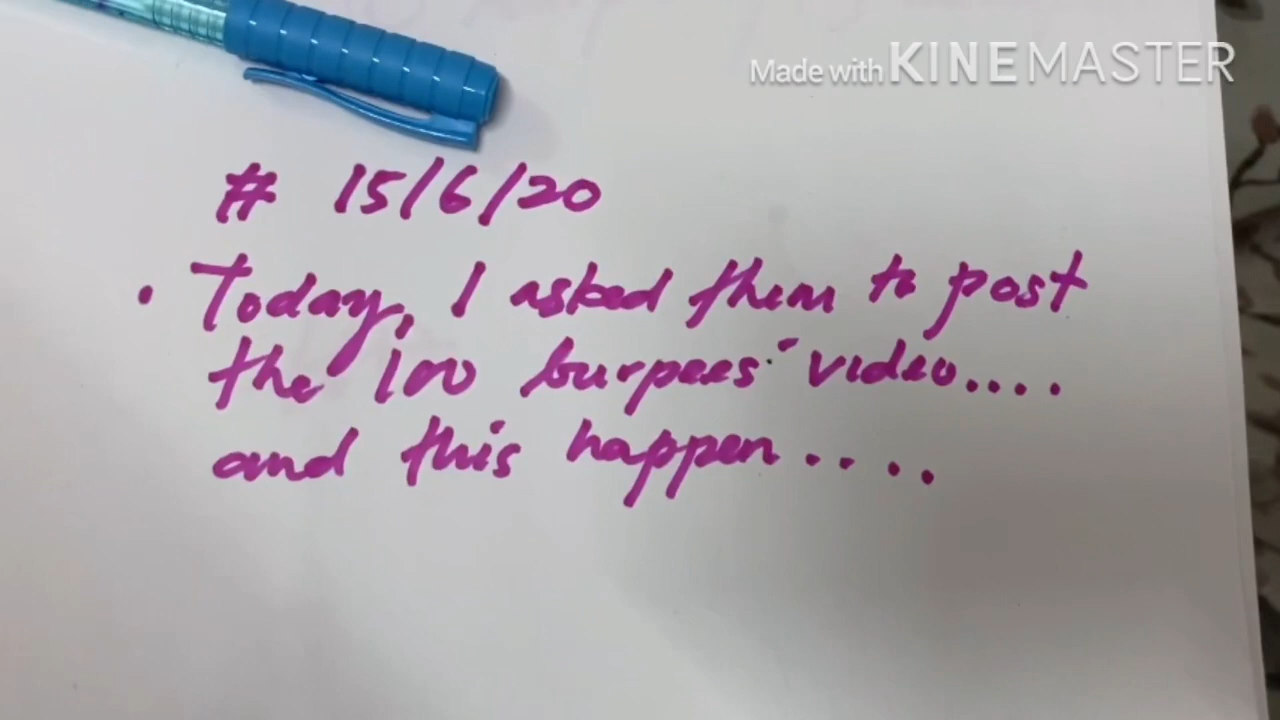 Made with KINEMASTER
# 15/6/20
• Today, I asked them to post
the 100 burpees' video....
and this happen....